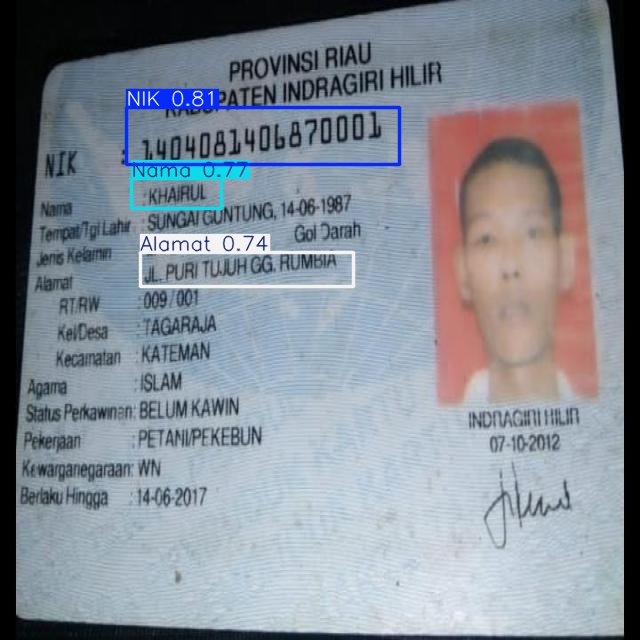 PROVINSI RIAU
KABUPATEN INDRAGIRI HILIR
NIK 0.81
NIK : 1404081406870001
Nama 0.77
Nama : KHAIRUL
Tempat/Tgl Lahir : SUNGAI GUNTUNG, 14-06-1987
Jenis Kelamin Gol Darah
Alamat 0.74
Alamat JL. PURI TUJUH GG. RUMBIA
RT/RW : 009 / 001
Kel/Desa : TAGARAJA
Kecamatan : KATEMAN
Agama : ISLAM
Status Perkawinan: BELUM KAWIN
Pekerjaan : PETANI/PEKEBUN
Kewarganegaraan: WN
Berlaku Hingga : 14-06-2017
INDRAGIRI HILIR
07-10-2012